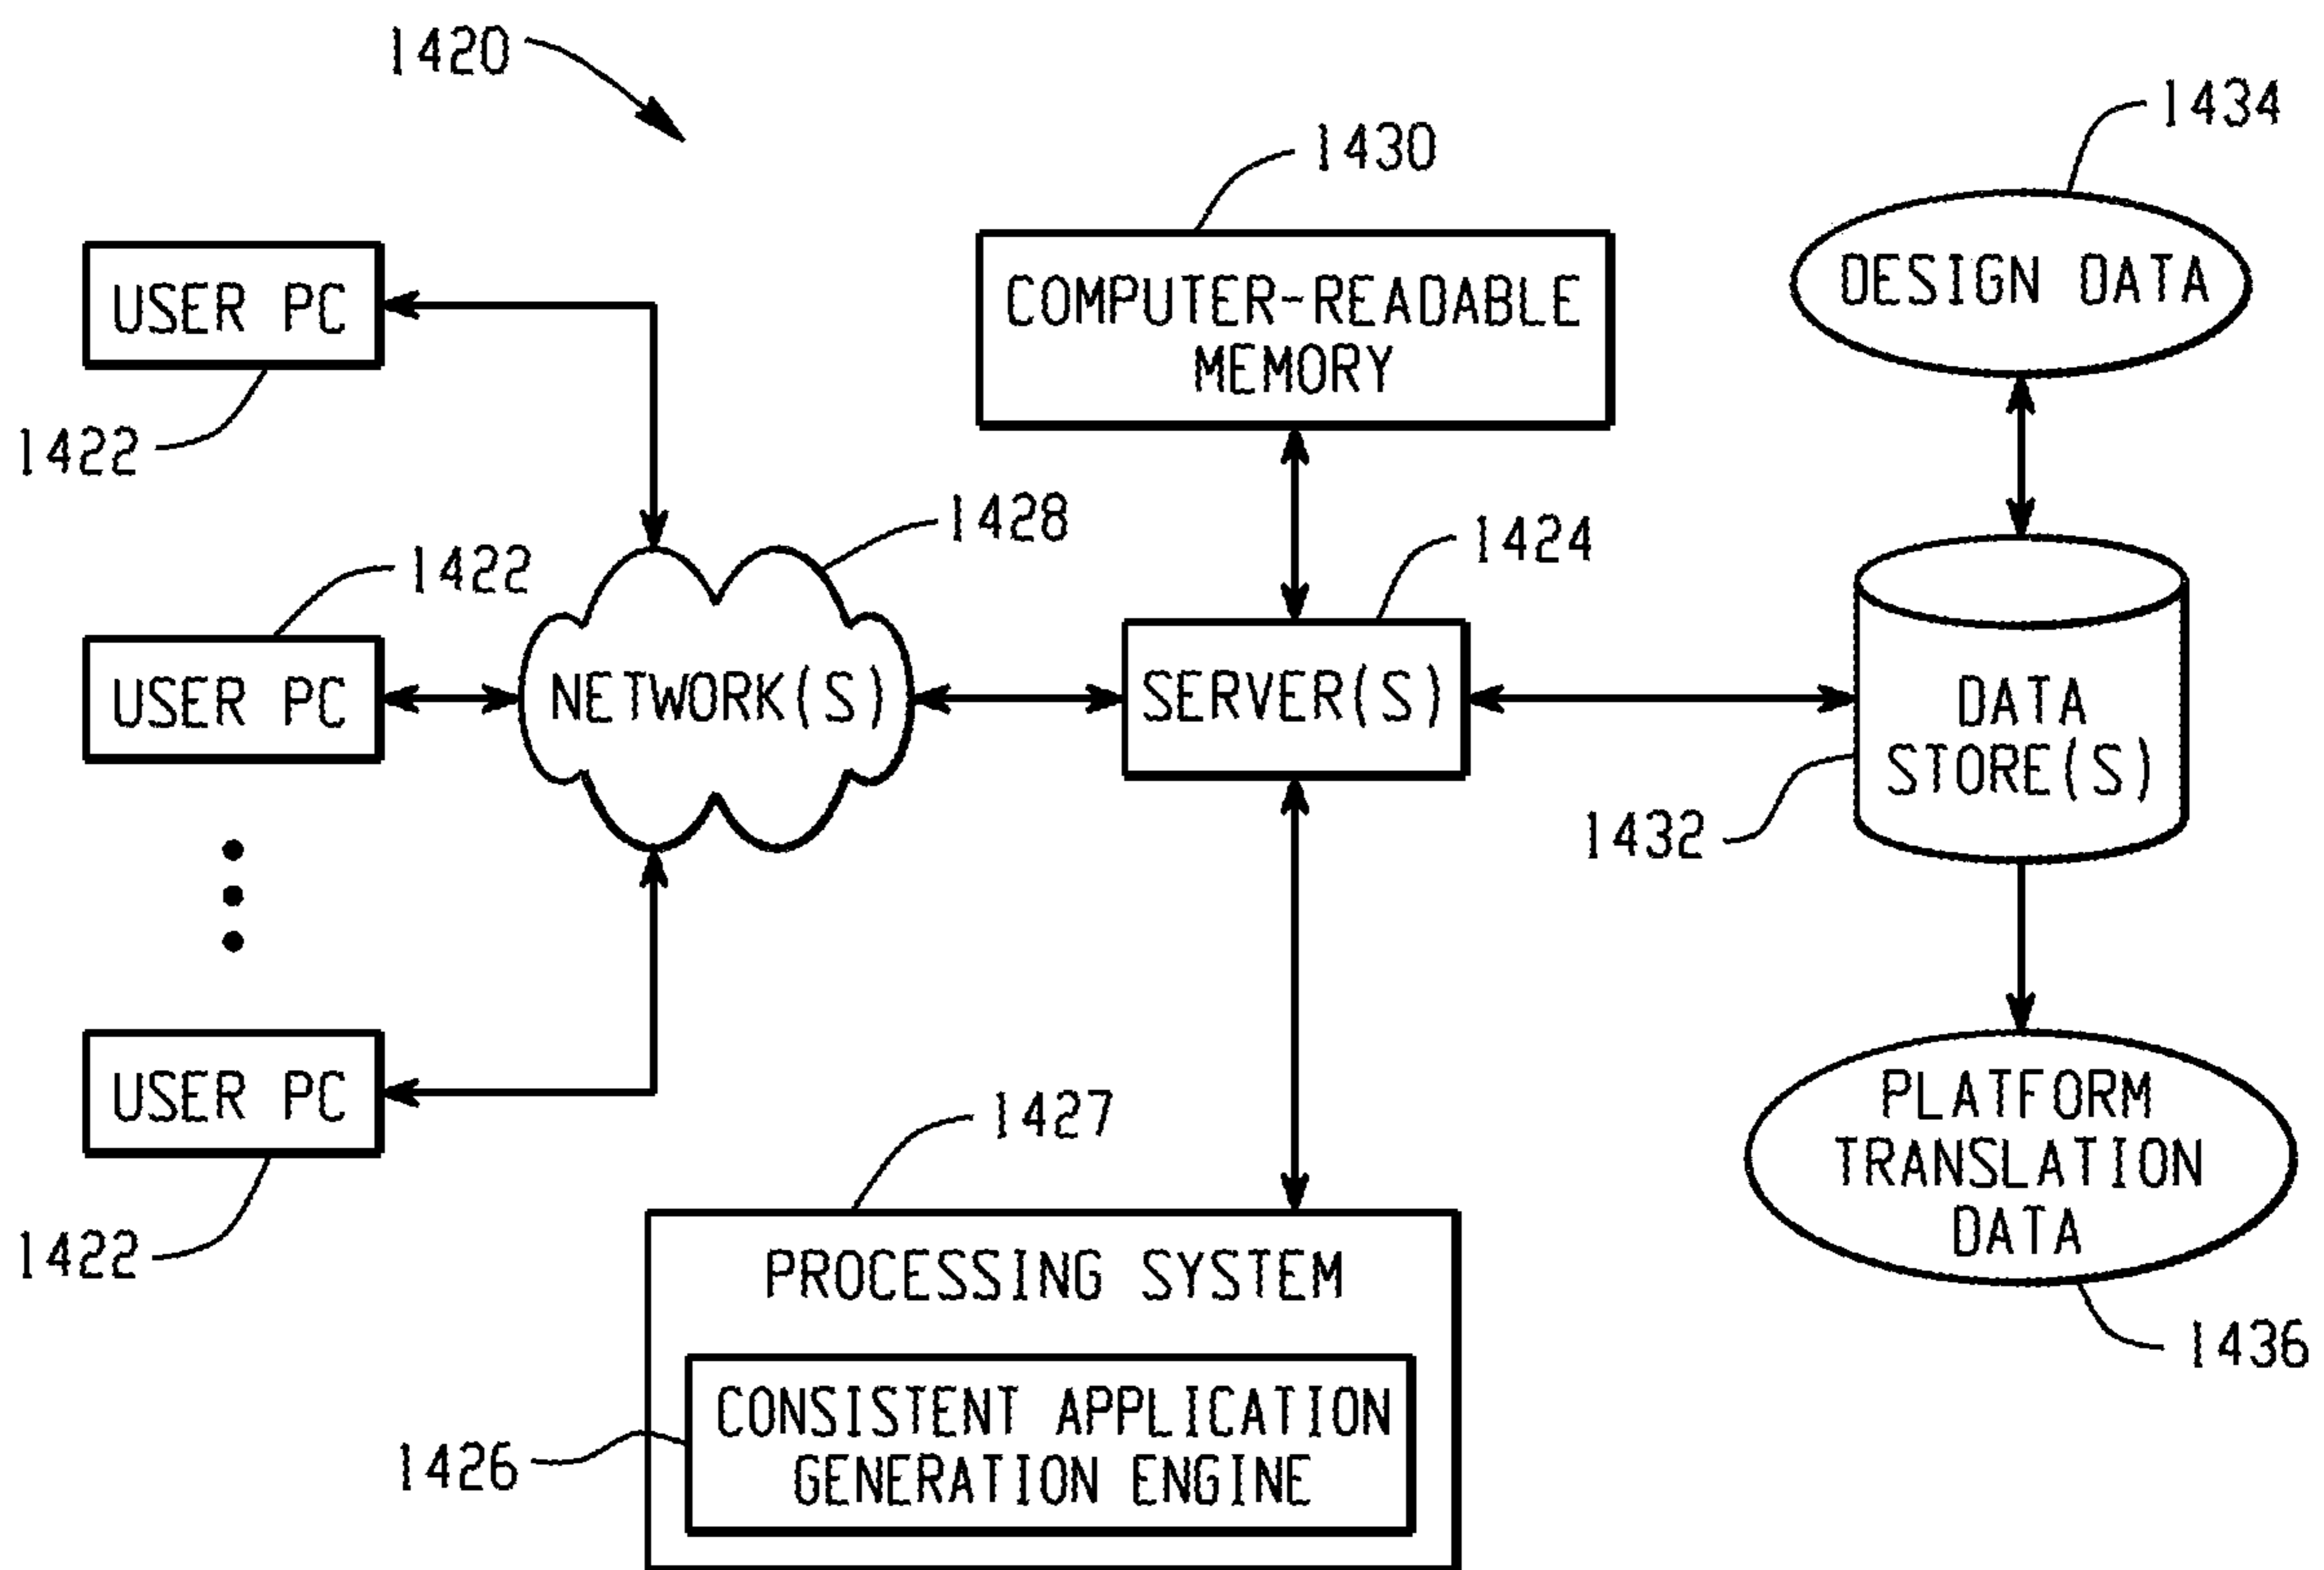 1420
1434
1430
DESIGN DATA
USER PC
COMPUTER-READABLE
MEMORY
1422
1428
1424
1422
USER PC
NETWORK(S)
SERVER(S)
DATA
STORE(S)
1432
USER PC
1427
PLATFORM
TRANSLATION
DATA
1422
PROCESSING SYSTEM
1436
CONSISTENT APPLICATION
GENERATION ENGINE
1426